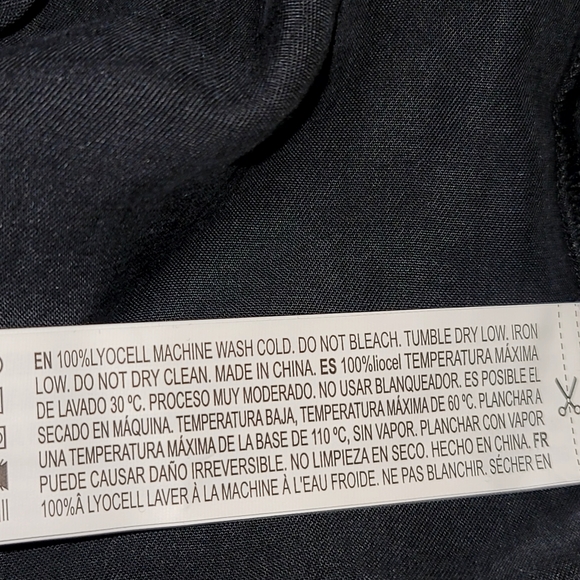 EN 100%LYOCELL MACHINE WASH COLD. DO NOT BLEACH. TUMBLE DRY LOW. IRON
LOW. DO NOT DRY CLEAN. MADE IN CHINA. ES 100%liocel TEMPERATURA MÁXIMA
DE LAVADO 30 ºC. PROCESO MUY MODERADO. NO USAR BLANQUEADOR. ES POSIBLE EL
SECADO EN MÁQUINA. TEMPERATURA BAJA, TEMPERATURA MÁXIMA DE 60 ºC. PLANCHAR A
UNA TEMPERATURA MÁXIMA DE LA BASE DE 110 ºC, SIN VAPOR. PLANCHAR CON VAPOR
PUEDE CAUSAR DAÑO IRREVERSIBLE. NO LIMPIEZA EN SECO. HECHO EN CHINA. FR
100%Â LYOCELL LAVER À LA MACHINE À L'EAU FROIDE. NE PAS BLANCHIR. SÉCHER EN